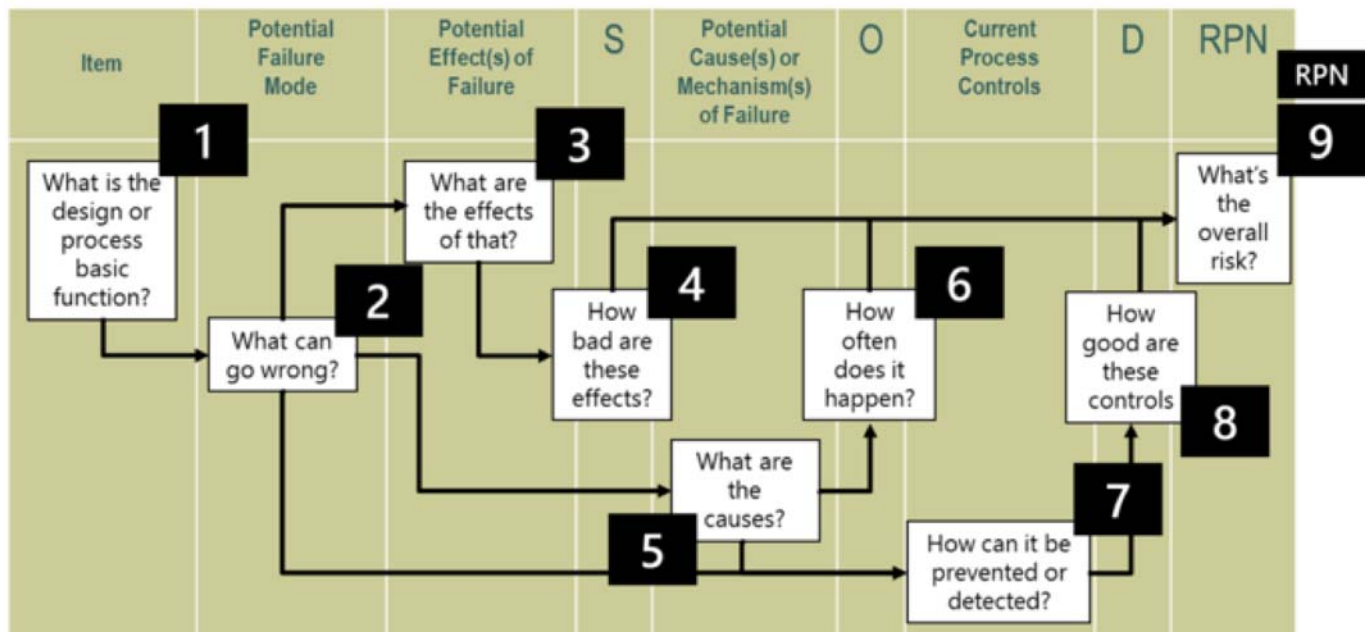 Item
Potential
Failure
Mode
Potential
Effect(s) of
Failure
S
Potential
Cause(s) or
Mechanism(s)
of Failure
O
Current
Process
Controls
D
RPN
RPN
1
What is the
design or
process
basic
function?
2
What can
go wrong?
3
What are
the effects
of that?
4
How
bad are
these
effects?
5
What are
the
causes?
6
How
often
does it
happen?
7
How can it be
prevented or
detected?
8
How
good are
these
controls
9
What's
the
overall
risk?